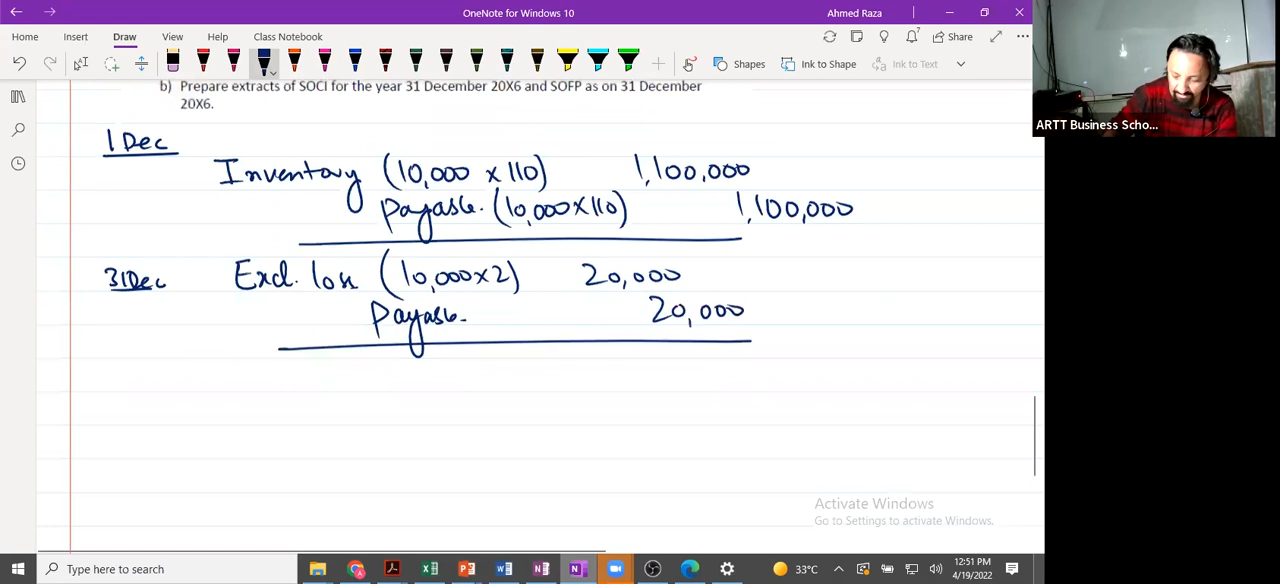 OneNote for Windows 10
Ahmed Raza
Home Insert Draw View Help Class Notebook
Share
Shapes Ink to Shape Ink to Text
b) Prepare extracts of SOCI for the year 31 December 20X6 and SOFP as on 31 December
20X6.
1 Dec
Inventory (10,000 x 110) 1,100,000
Payable. (10,000 x 110) 1,100,000
31 Dec Exd. loss (10,000 x 2) 20,000
Payable. 20,000
ARTT Business Scho...
Activate Windows
Go to Settings to activate Windows.
Type here to search
33°C
12:51 PM
4/19/2022